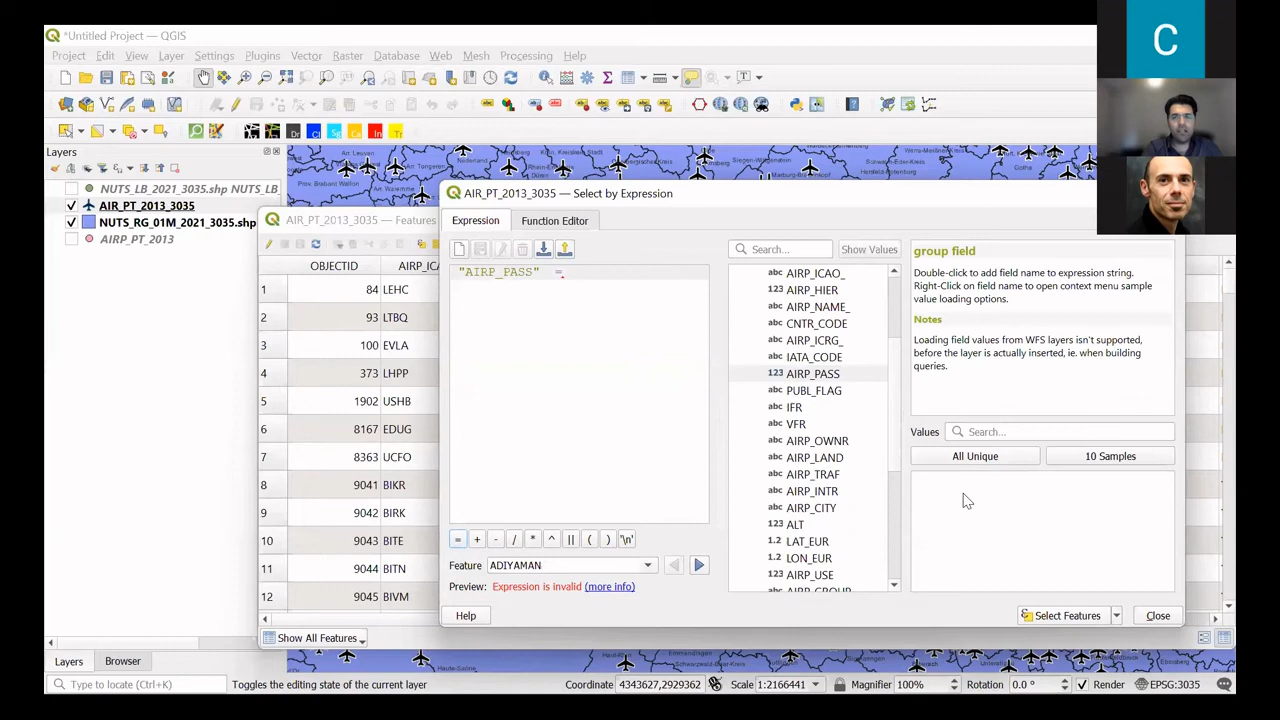 *Untitled Project — QGIS
Project Edit View Layer Settings Plugins Vector Raster Database Web Mesh Processing Help
Layers
NUTS_LB_2021_3035.shp NUTS_LB
AIR_PT_2013_3035
NUTS_RG_01M_2021_3035.shp
AIRP_PT_2013
AIR_PT_2013_3035 — Features
OBJECTID AIRP_ICA
1 84 LEHC
2 93 LTBQ
3 100 EVLA
4 373 LHPP
5 1902 USHB
6 8167 EDUG
7 8363 UCFO
8 9041 BIKR
9 9042 BIRK
10 9043 BITE
11 9044 BITN
12 9045 BIVM
Show All Features
AIR_PT_2013_3035 — Select by Expression
Expression Function Editor
"AIRP_PASS" =
= + - / * ^ || ( ) '\n'
Feature ADIYAMAN
Preview: Expression is invalid (more info)
Help
Search... Show Values
abc AIRP_ICAO_
123 AIRP_HIER
abc AIRP_NAME_
abc CNTR_CODE
abc AIRP_ICRG_
abc IATA_CODE
123 AIRP_PASS
abc PUBL_FLAG
abc IFR
abc VFR
abc AIRP_OWNR
abc AIRP_LAND
abc AIRP_TRAF
abc AIRP_INTR
abc AIRP_CITY
123 ALT
1.2 LAT_EUR
1.2 LON_EUR
123 AIRP_USE
abc AIRP_GROUP
group field
Double-click to add field name to expression string.
Right-Click on field name to open context menu sample
value loading options.
Notes
Loading field values from WFS layers isn't supported,
before the layer is actually inserted, ie. when building
queries.
Values Search...
All Unique 10 Samples
Select Features Close
Layers Browser
Type to locate (Ctrl+K) Toggles the editing state of the current layer Coordinate 4343627,2929362 Scale 1:2166441 Magnifier 100% Rotation 0.0 ° Render EPSG:3035
C